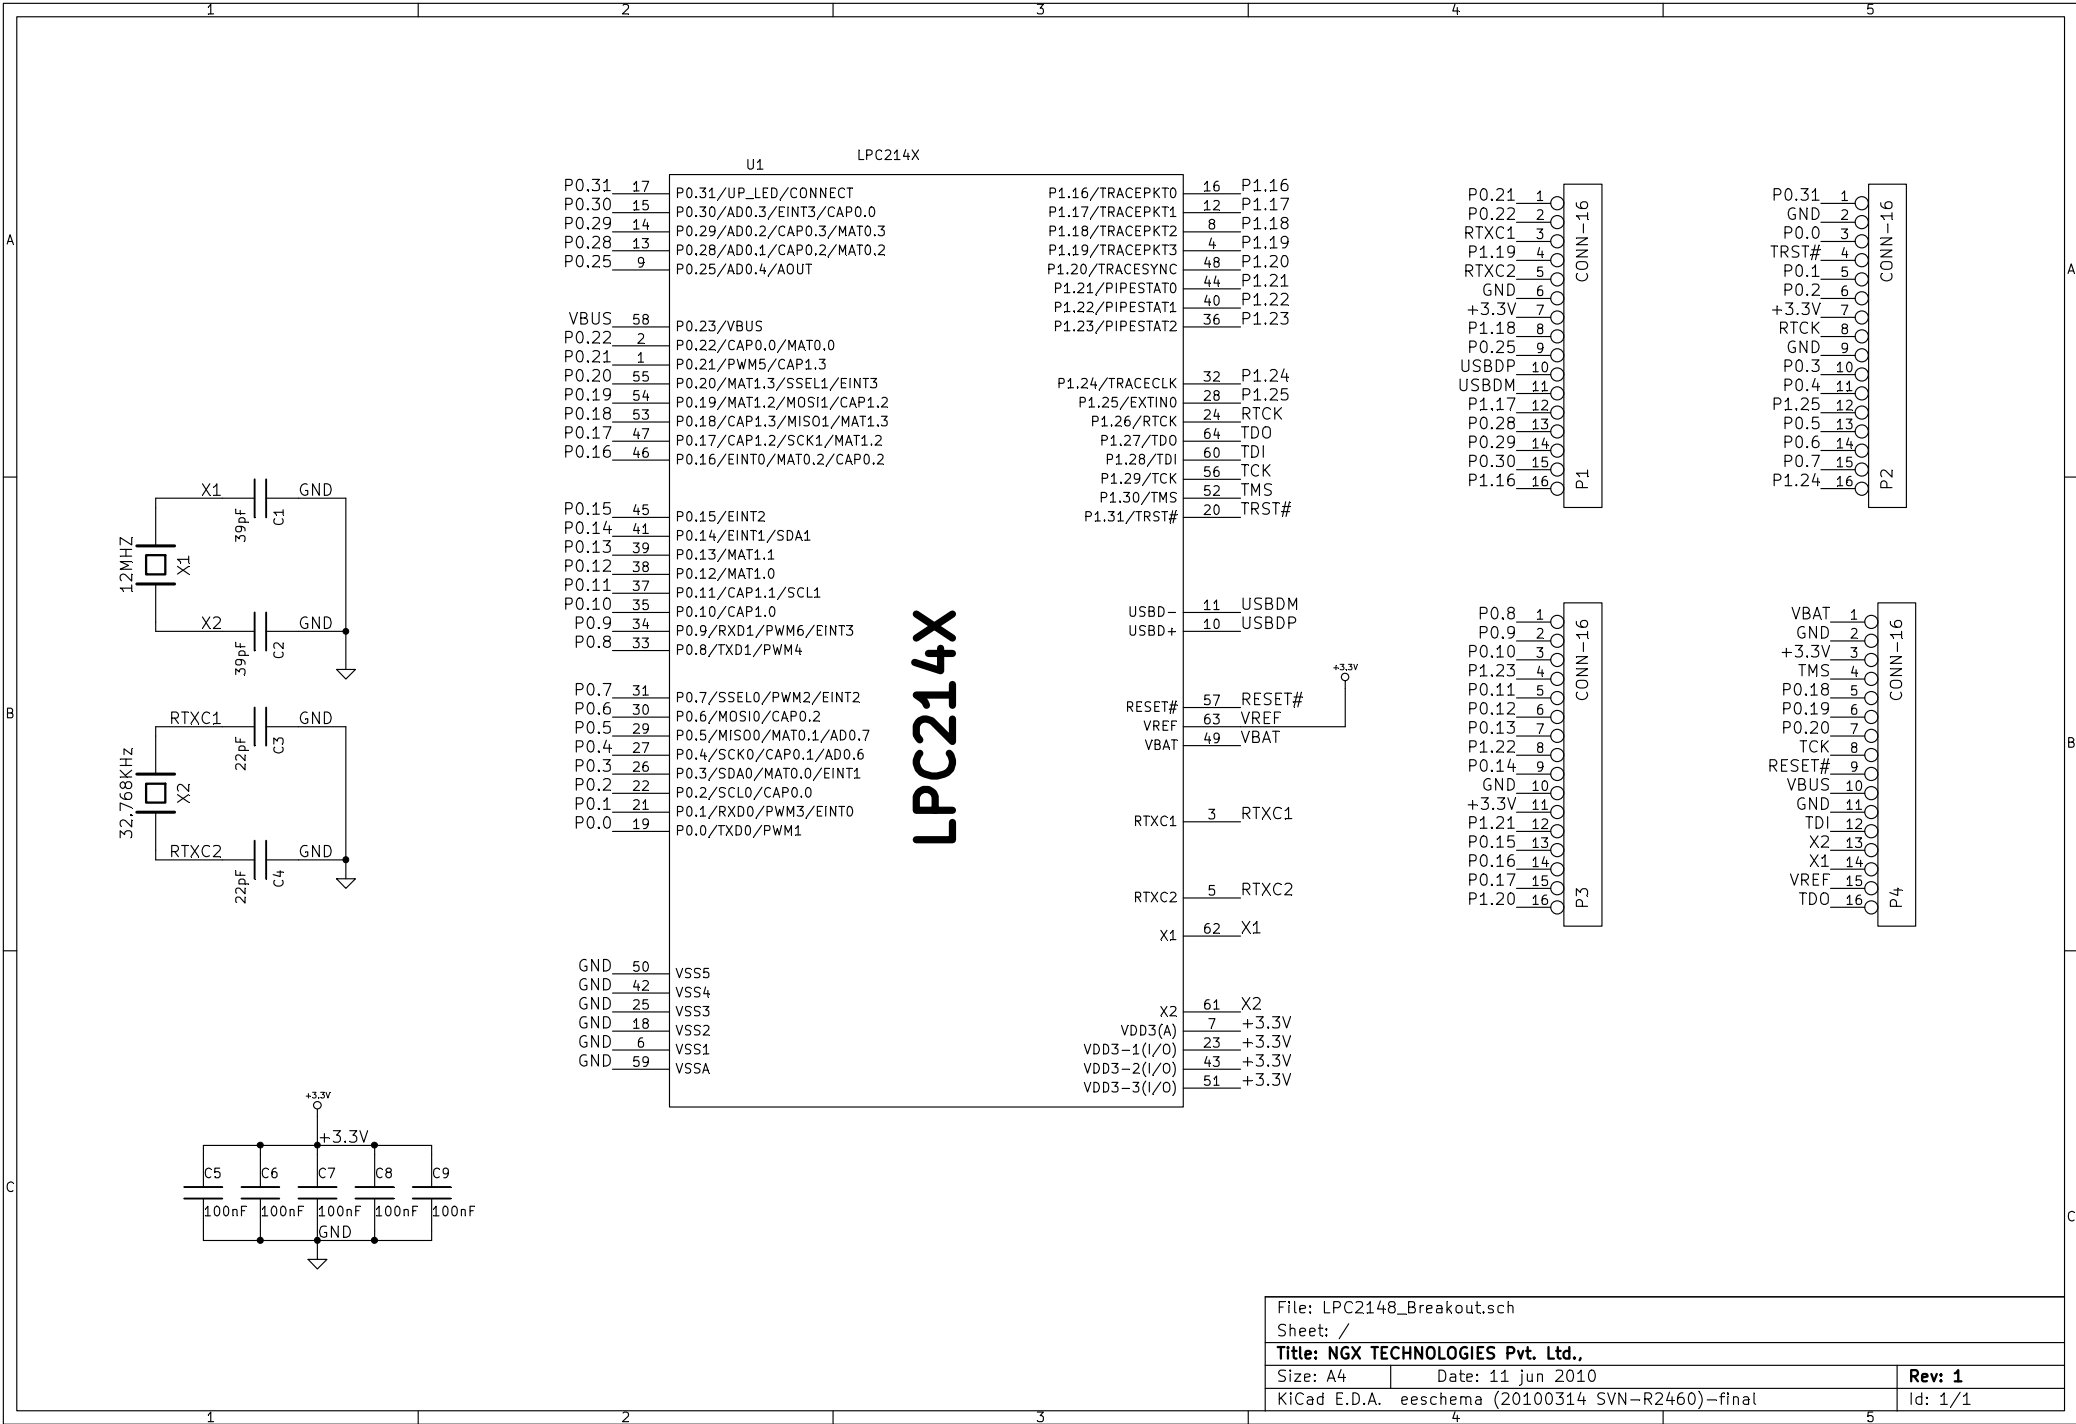 1 2 3 4 5
A
A
B
B
C
C
U1
LPC214X
P0.31 17 P0.31/UP_LED/CONNECT
P0.30 15 P0.30/AD0.3/EINT3/CAP0.0
P0.29 14 P0.29/AD0.2/CAP0.3/MAT0.3
P0.28 13 P0.28/AD0.1/CAP0.2/MAT0.2
P0.25 9 P0.25/AD0.4/AOUT
VBUS 58 P0.23/VBUS
P0.22 2 P0.22/CAP0.0/MAT0.0
P0.21 1 P0.21/PWM5/CAP1.3
P0.20 55 P0.20/MAT1.3/SSEL1/EINT3
P0.19 54 P0.19/MAT1.2/MOSI1/CAP1.2
P0.18 53 P0.18/CAP1.3/MISO1/MAT1.3
P0.17 47 P0.17/CAP1.2/SCK1/MAT1.2
P0.16 46 P0.16/EINT0/MAT0.2/CAP0.2
P0.15 45 P0.15/EINT2
P0.14 41 P0.14/EINT1/SDA1
P0.13 39 P0.13/MAT1.1
P0.12 38 P0.12/MAT1.0
P0.11 37 P0.11/CAP1.1/SCL1
P0.10 35 P0.10/CAP1.0
P0.9 34 P0.9/RXD1/PWM6/EINT3
P0.8 33 P0.8/TXD1/PWM4
P0.7 31 P0.7/SSEL0/PWM2/EINT2
P0.6 30 P0.6/MOSI0/CAP0.2
P0.5 29 P0.5/MISO0/MAT0.1/AD0.7
P0.4 27 P0.4/SCK0/CAP0.1/AD0.6
P0.3 26 P0.3/SDA0/MAT0.0/EINT1
P0.2 22 P0.2/SCL0/CAP0.0
P0.1 21 P0.1/RXD0/PWM3/EINT0
P0.0 19 P0.0/TXD0/PWM1
GND 50 VSS5
GND 42 VSS4
GND 25 VSS3
GND 18 VSS2
GND 6 VSS1
GND 59 VSSA
LPC214X
P1.16/TRACEPKT0 16 P1.16
P1.17/TRACEPKT1 12 P1.17
P1.18/TRACEPKT2 8 P1.18
P1.19/TRACEPKT3 4 P1.19
P1.20/TRACESYNC 48 P1.20
P1.21/PIPESTAT0 44 P1.21
P1.22/PIPESTAT1 40 P1.22
P1.23/PIPESTAT2 36 P1.23
P1.24/TRACECLK 32 P1.24
P1.25/EXTIN0 28 P1.25
P1.26/RTCK 24 RTCK
P1.27/TDO 64 TDO
P1.28/TDI 60 TDI
P1.29/TCK 56 TCK
P1.30/TMS 52 TMS
P1.31/TRST# 20 TRST#
USBD- 11 USBDM
USBD+ 10 USBDP
+3.3V
RESET# 57 RESET#
VREF 63 VREF
VBAT 49 VBAT
RTXC1 3 RTXC1
RTXC2 5 RTXC2
X1 62 X1
X2 61 X2
VDD3(A) 7 +3.3V
VDD3-1(I/O) 23 +3.3V
VDD3-2(I/O) 43 +3.3V
VDD3-3(I/O) 51 +3.3V
P0.21 1
P0.22 2
RTXC1 3
P1.19 4
RTXC2 5
GND 6
+3.3V 7
P1.18 8
P0.25 9
USBDP 10
USBDM 11
P1.17 12
P0.28 13
P0.29 14
P0.30 15
P1.16 16
CONN-16
P1
P0.31 1
GND 2
P0.0 3
TRST# 4
P0.1 5
P0.2 6
+3.3V 7
RTCK 8
GND 9
P0.3 10
P0.4 11
P1.25 12
P0.5 13
P0.6 14
P0.7 15
P1.24 16
CONN-16
P2
P0.8 1
P0.9 2
P0.10 3
P1.23 4
P0.11 5
P0.12 6
P0.13 7
P1.22 8
P0.14 9
GND 10
+3.3V 11
P1.21 12
P0.15 13
P0.16 14
P0.17 15
P1.20 16
CONN-16
P3
VBAT 1
GND 2
+3.3V 3
TMS 4
P0.18 5
P0.19 6
P0.20 7
TCK 8
RESET# 9
VBUS 10
GND 11
TDI 12
X2 13
X1 14
VREF 15
TDO 16
CONN-16
P4
X1 GND
39pF C1
12MHZ X1
X2 GND
39pF C2
RTXC1 GND
22pF C3
32.768KHz X2
RTXC2 GND
22pF C4
+3.3V
+3.3V
C5 C6 C7 C8 C9
100nF 100nF 100nF 100nF 100nF
GND
File: LPC2148_Breakout.sch
Sheet: /
Title: NGX TECHNOLOGIES Pvt. Ltd.,
Size: A4 Date: 11 jun 2010 Rev: 1
KiCad E.D.A. eeschema (20100314 SVN-R2460)-final Id: 1/1
1 2 3 4 5